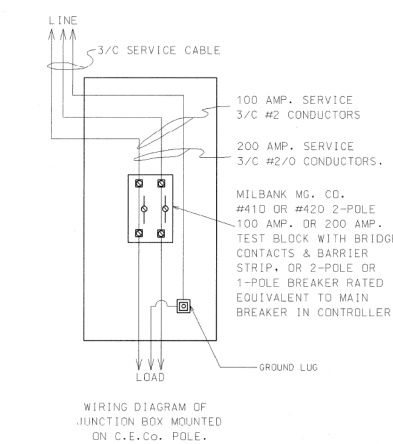 LINE
3/C SERVICE CABLE
100 AMP. SERVICE
3/C #2 CONDUCTORS
200 AMP. SERVICE
3/C #2/0 CONDUCTORS.
MILBANK MG. CO.
#410 OR #420 2-POLE
100 AMP. OR 200 AMP.
TEST BLOCK WITH BRIDG
CONTACTS & BARRIER
STRIP, OR 2-POLE OR
1-POLE BREAKER RATED
EQUIVALENT TO MAIN
BREAKER IN CONTROLLER
GROUND LUG
LOAD
WIRING DIAGRAM OF
JUNCTION BOX MOUNTED
ON C.E.Co. POLE.